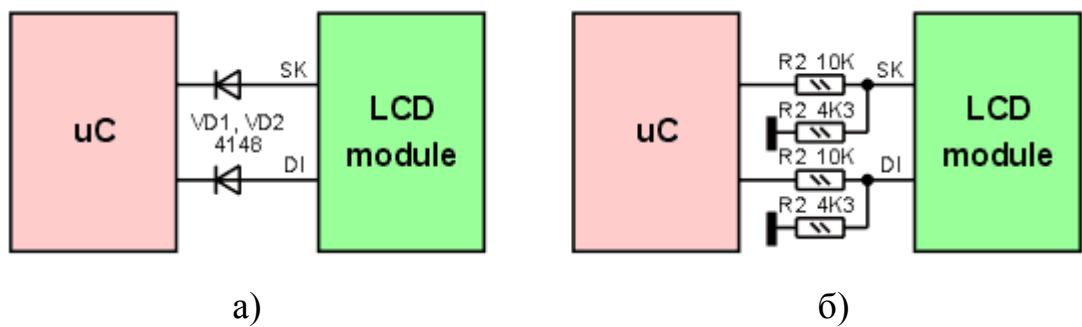 uC
SK
VD1, VD2
4148
DI
LCD
module
а)
uC
R2 10K
SK
R2 4K3
R2 10K
DI
R2 4K3
LCD
module
б)